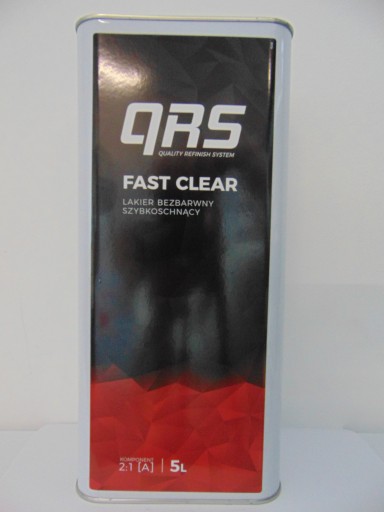 QRS
QUALITY REFINISH SYSTEM
FAST CLEAR
LAKIER BEZBARWNY
SZYBKOSCHNĄCY
KOMPONENT
2:1 [A] | 5L